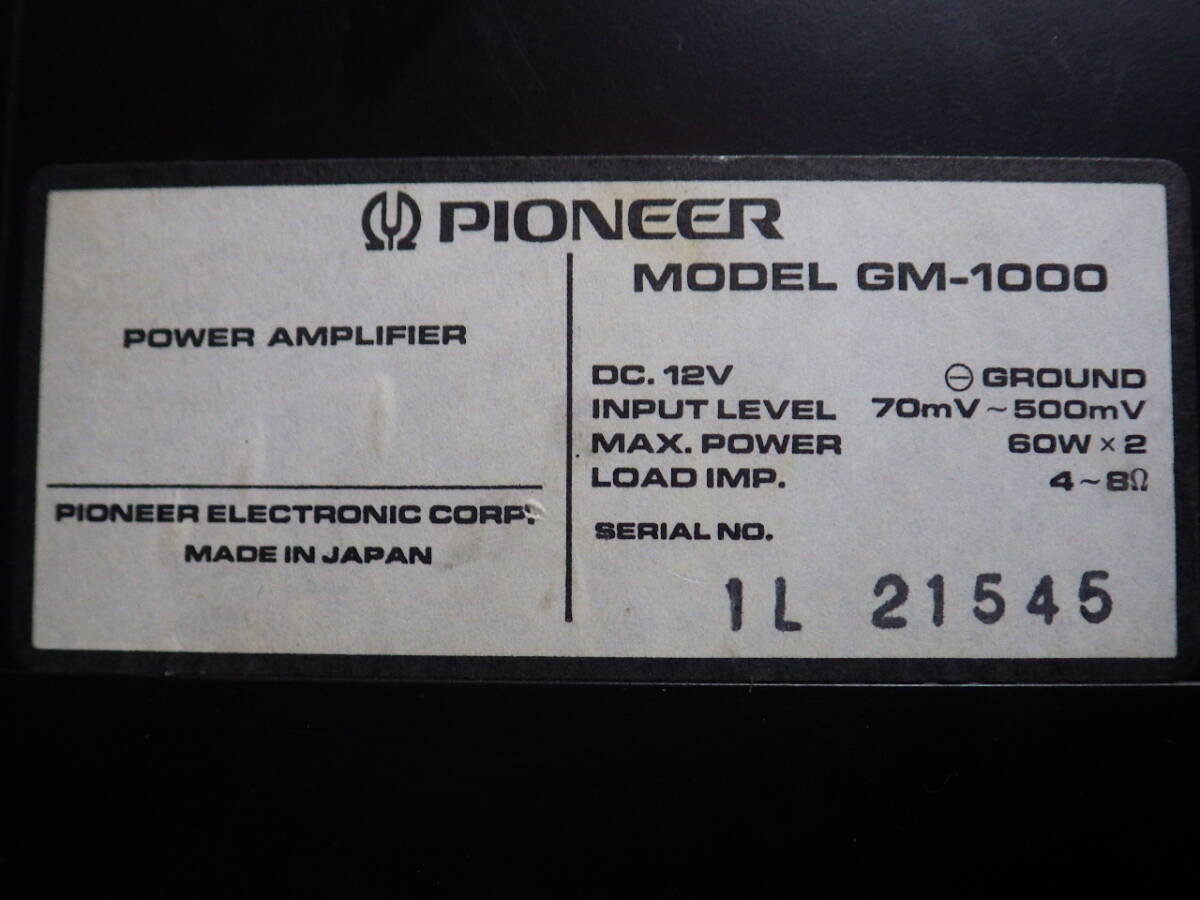 PIONEER
MODEL GM-1000
POWER AMPLIFIER
DC. 12V ⊖ GROUND
INPUT LEVEL 70mV~500mV
MAX. POWER 60W × 2
LOAD IMP. 4~8Ω
PIONEER ELECTRONIC CORP.
MADE IN JAPAN
SERIAL NO.
1L 21545